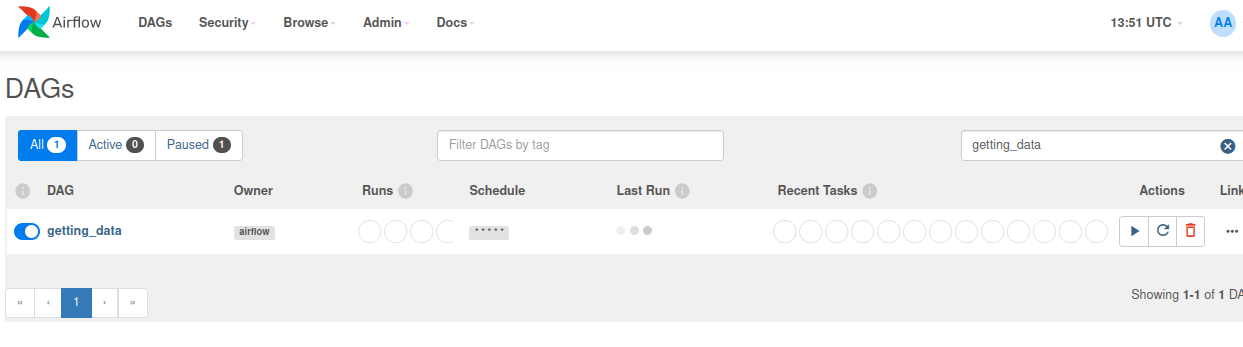 Airflow DAGs Security Browse Admin Docs 13:51 UTC AA
DAGs
All 1 Active 0 Paused 1 Filter DAGs by tag getting_data
i DAG Owner Runs i Schedule Last Run i Recent Tasks i Actions Link
getting_data airflow * * * * *
« ‹ 1 › » Showing 1-1 of 1 DA